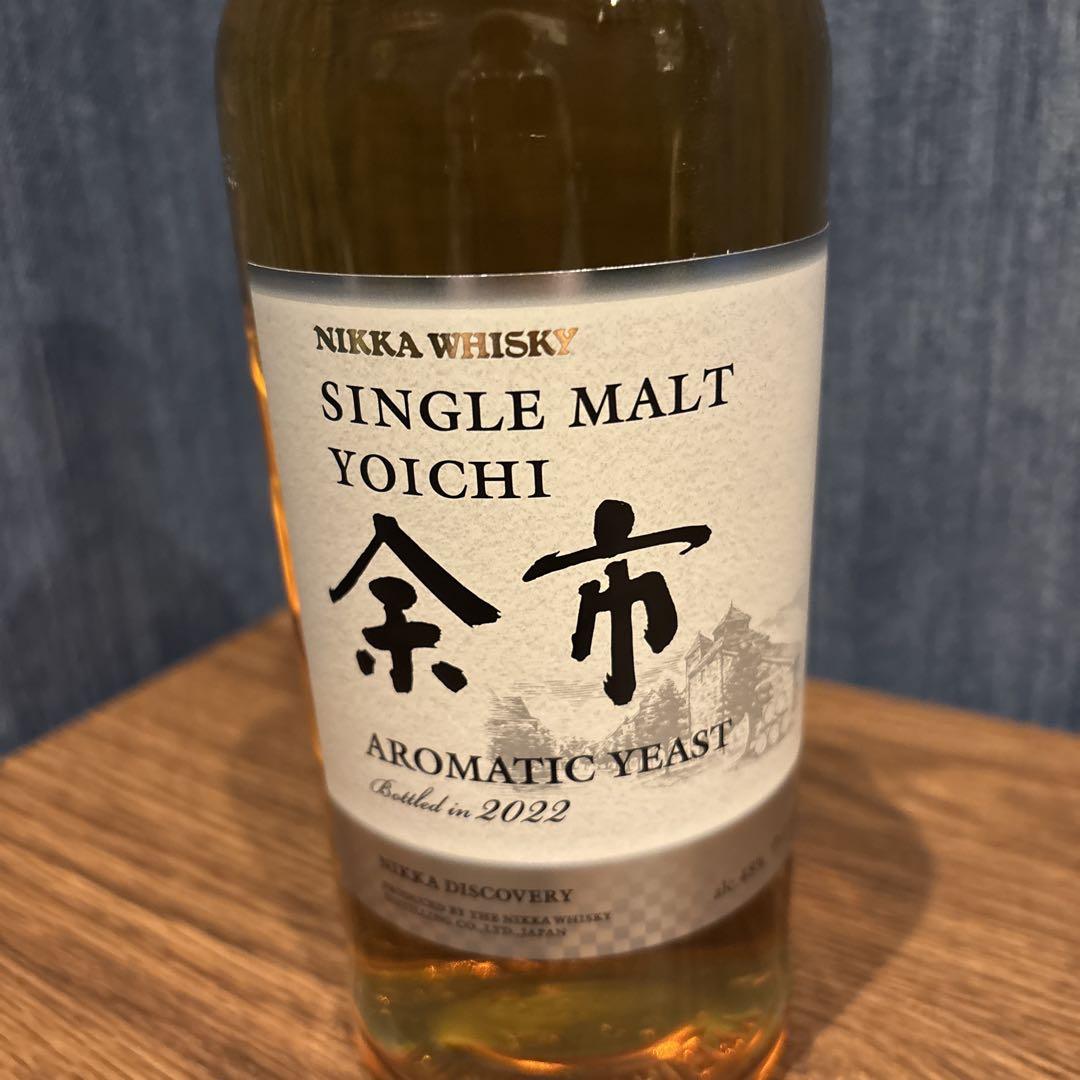 NIKKA WHISKY
SINGLE MALT
YOICHI
余市
AROMATIC YEAST
Bottled in 2022
NIKKA DISCOVERY
PRODUCED BY THE NIKKA WHISKY
DISTILLING CO., LTD., JAPAN
alc. 48%